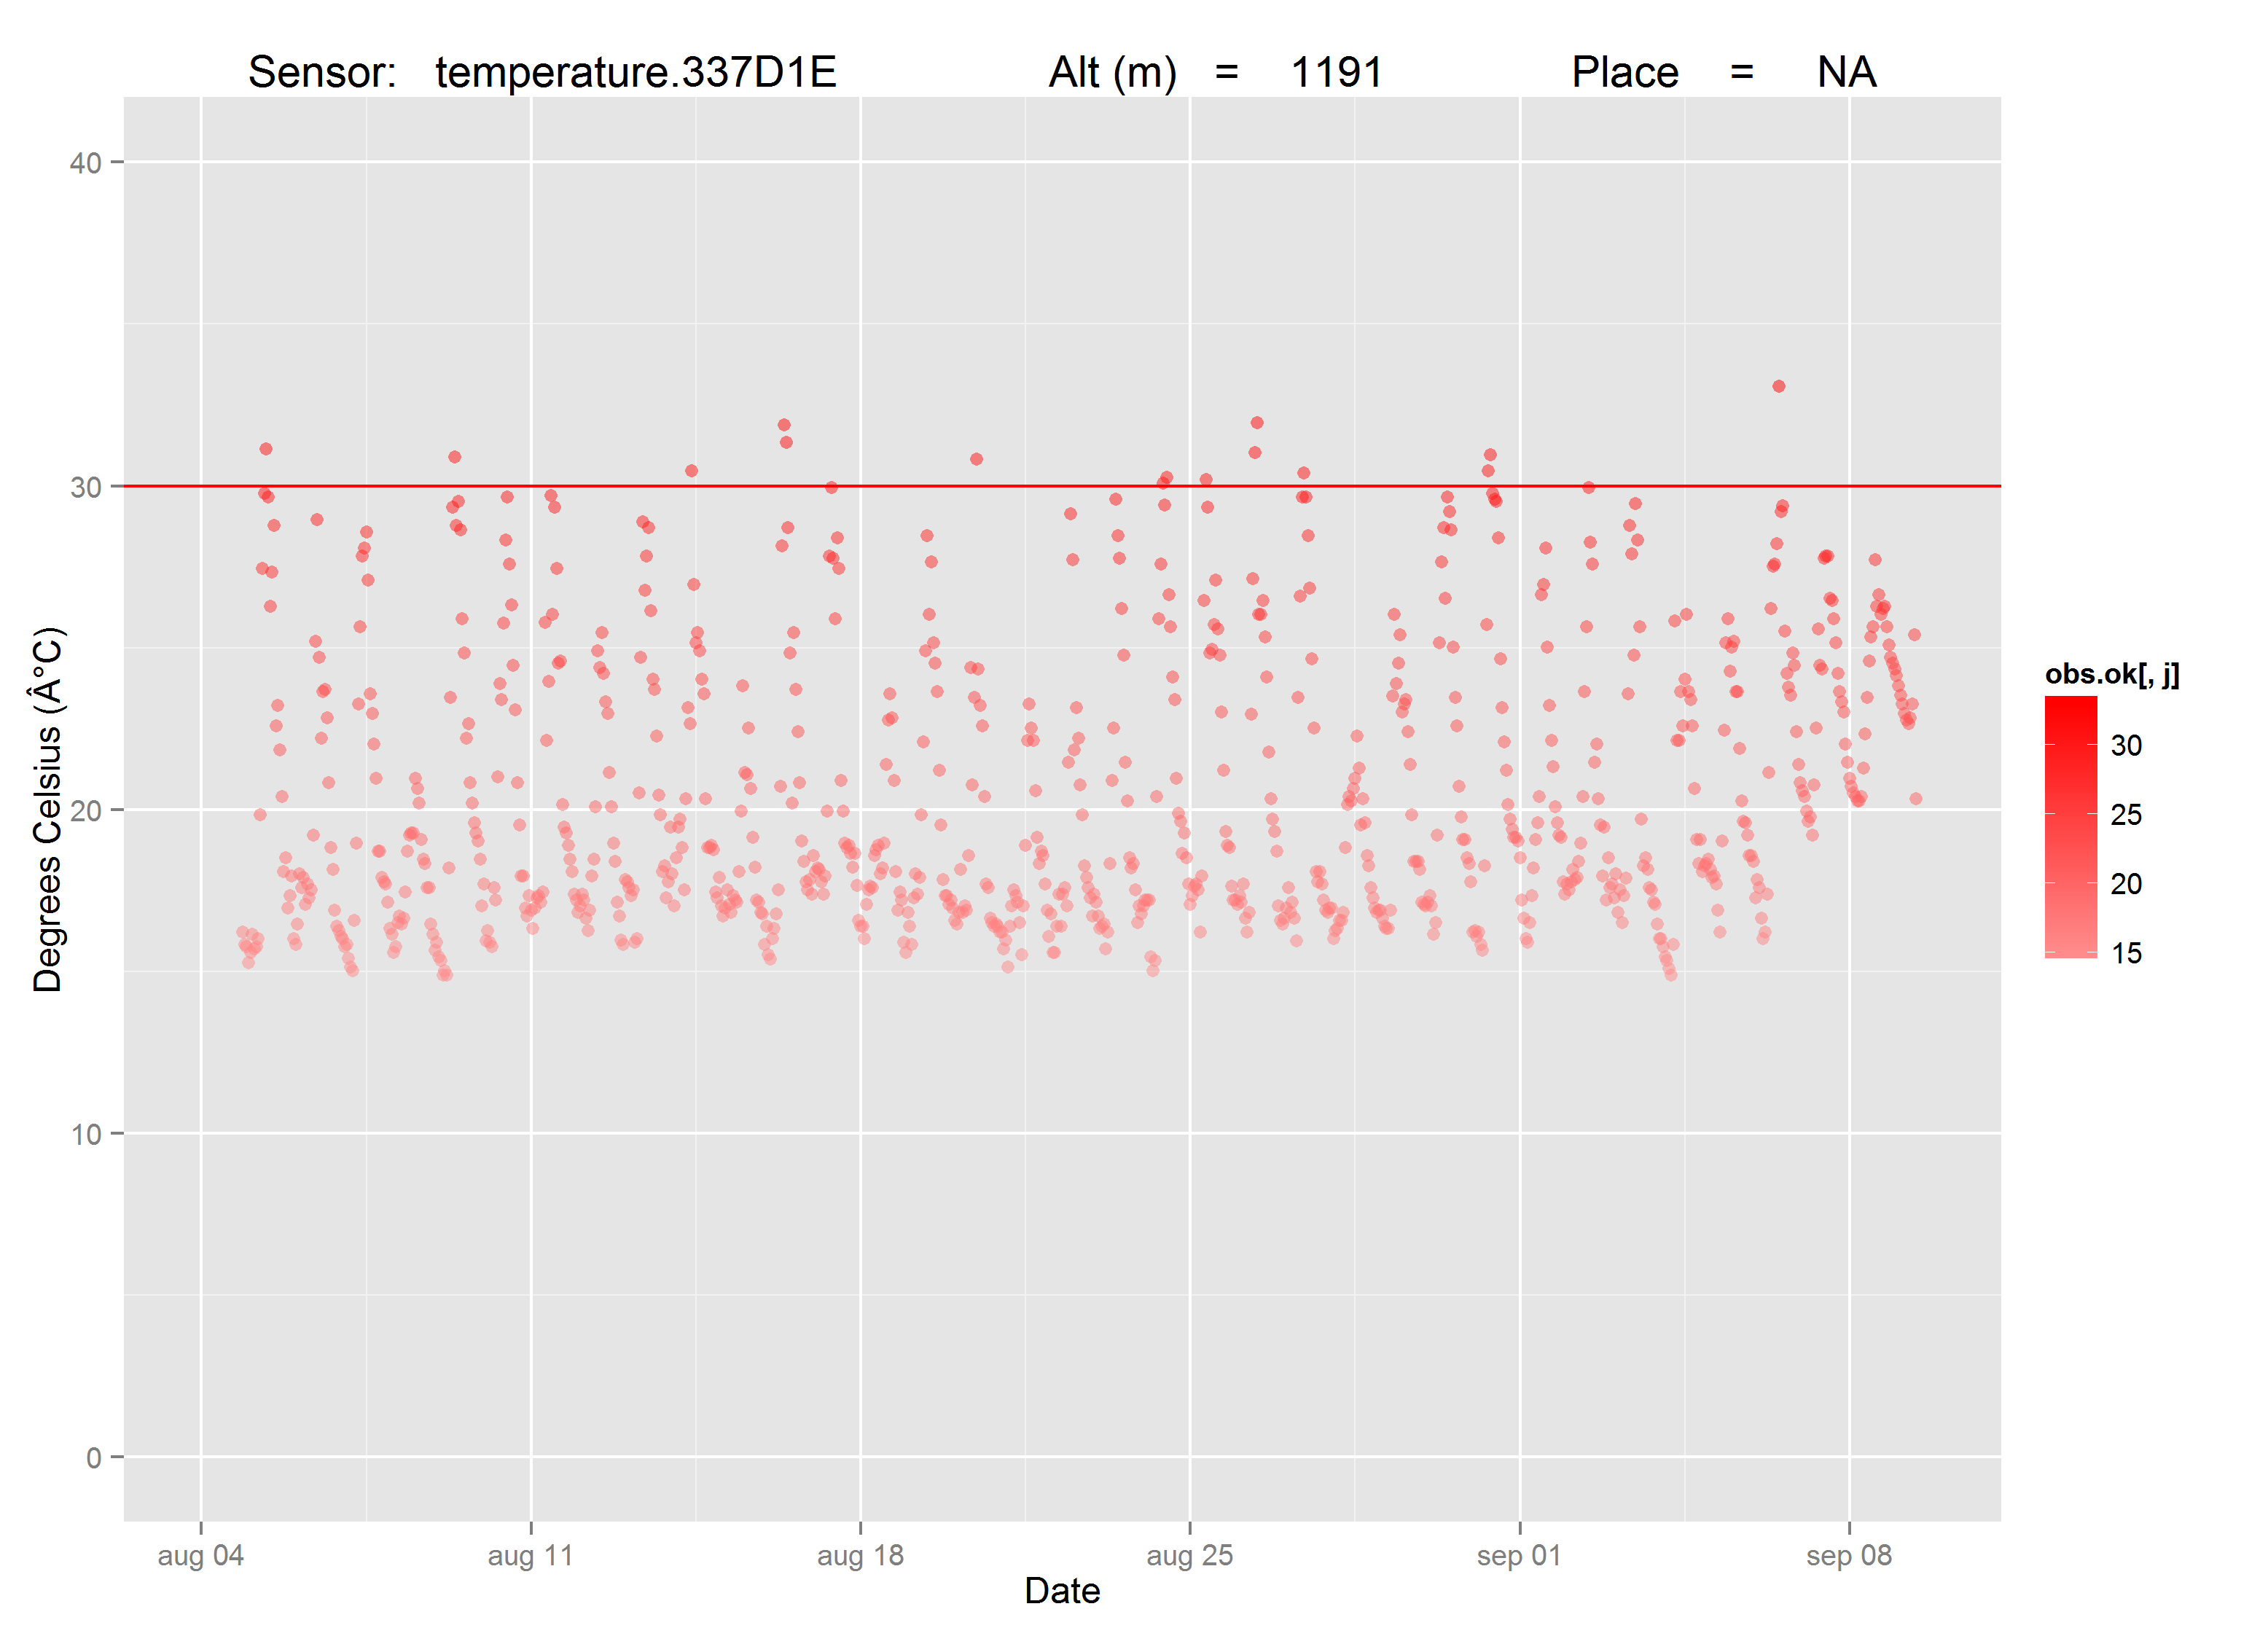 Sensor: temperature.337D1E Alt (m) = 1191 Place = NA
40
30
20
10
0
Degrees Celsius (Â°C)
aug 04 aug 11 aug 18 aug 25 sep 01 sep 08
Date
obs.ok[, j]
30
25
20
15